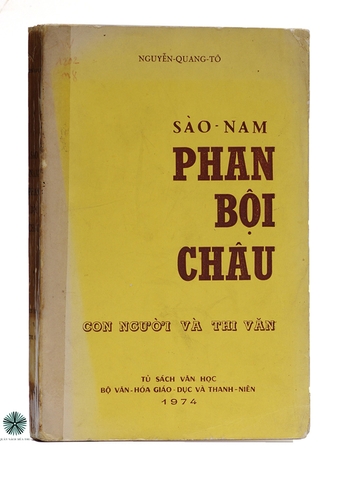 NGUYỄN-QUANG-TÔ
SÀO-NAM
PHAN
BỘI
CHÂU
CON NGƯỜI VÀ THI VĂN
TỦ SÁCH VĂN HỌC
BỘ VĂN-HÓA GIÁO-DỤC VÀ THANH-NIÊN
1974